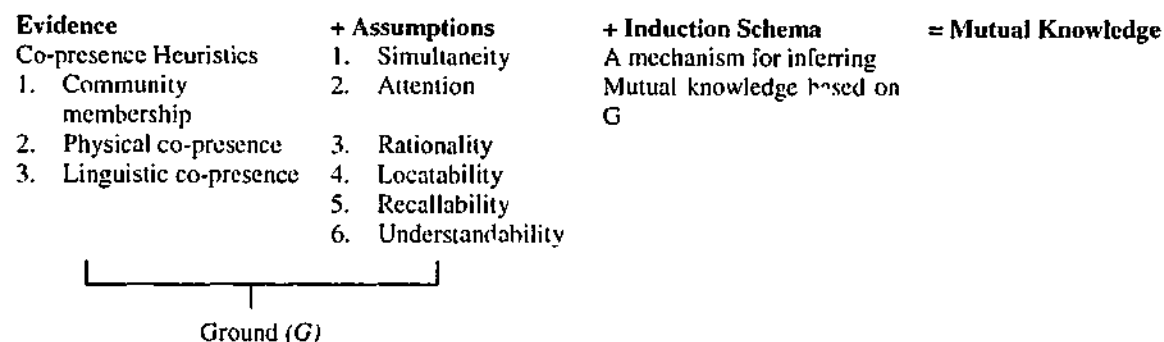 Evidence + Assumptions + Induction Schema = Mutual Knowledge
Co-presence Heuristics 1. Simultaneity A mechanism for inferring
1. Community 2. Attention Mutual knowledge based on
membership G
2. Physical co-presence 3. Rationality
3. Linguistic co-presence 4. Locatability
5. Recallability
6. Understandability
Ground (G)